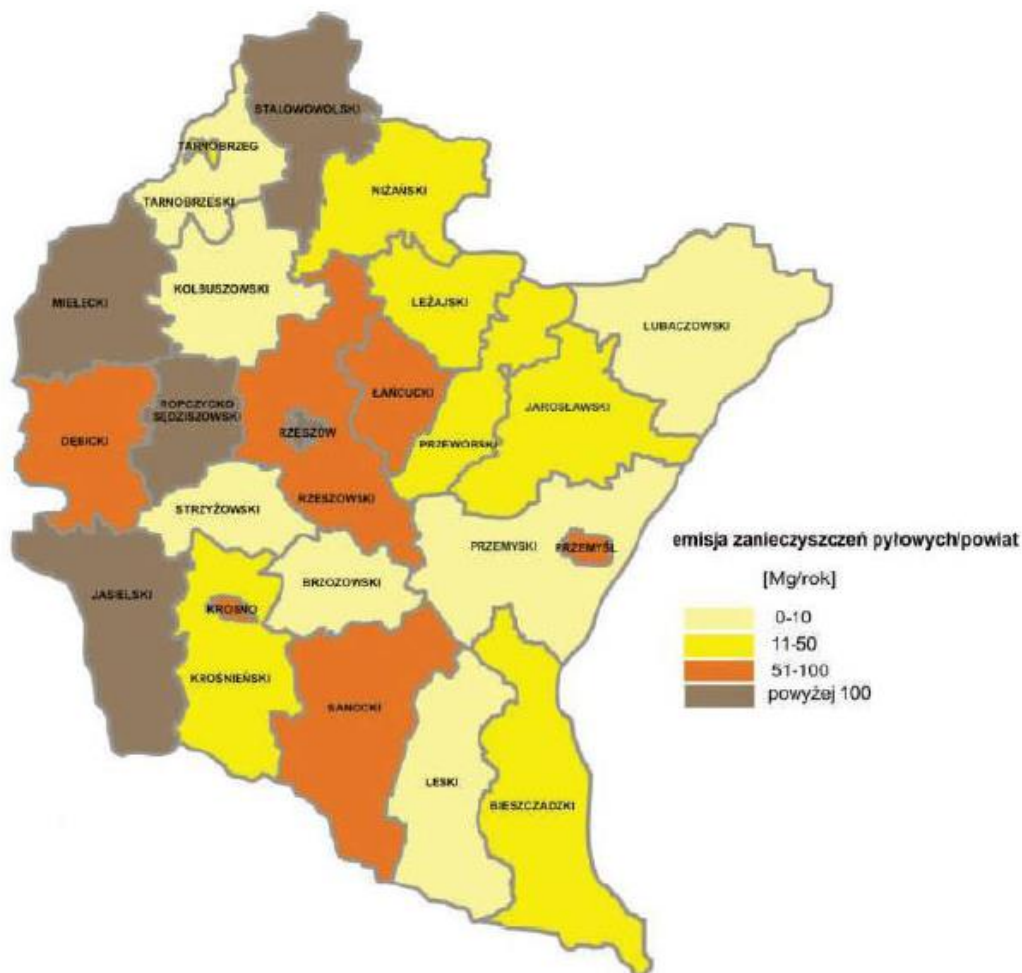 STALOWOWOLSKI
TARNOBRZEG
NIŻAŃSKI
TARNOBRZESKI
KOLBUSZOWSKI
LEŻAJSKI
MIELECKI
LUBACZOWSKI
ŁAŃCUCKI
ROPCZYCKO
SĘDZISZOWSKI
JAROSŁAWSKI
RZESZÓW
DĘBICKI
PRZEWORSKI
RZESZOWSKI
STRZYŻOWSKI
PRZEMYSKI
PRZEMYŚL
emisja zanieczyszczeń pyłowych/powiat
[Mg/rok]
BRZOZOWSKI
JASIELSKI
KROSNO
0-10
11-50
51-100
powyżej 100
KROŚNIEŃSKI
SANOCKI
LESKI
BIESZCZADZKI